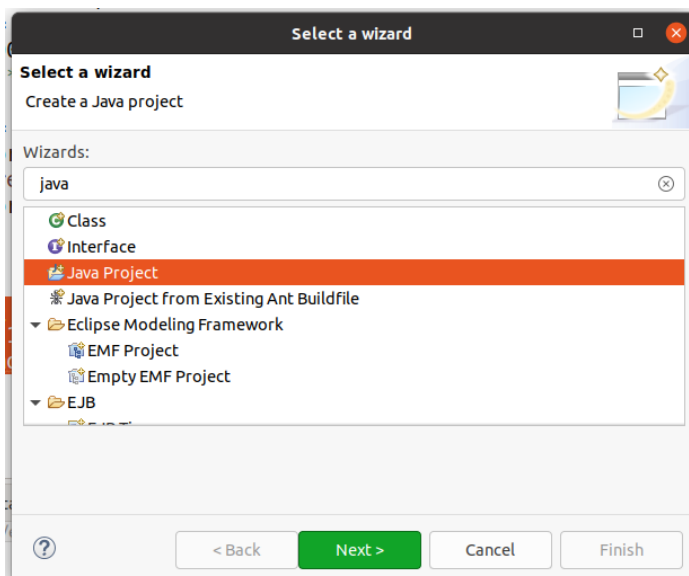 Select a wizard
Select a wizard
Create a Java project
Wizards:
java
Class
Interface
Java Project
Java Project from Existing Ant Buildfile
Eclipse Modeling Framework
EMF Project
Empty EMF Project
EJB
< Back Next > Cancel Finish